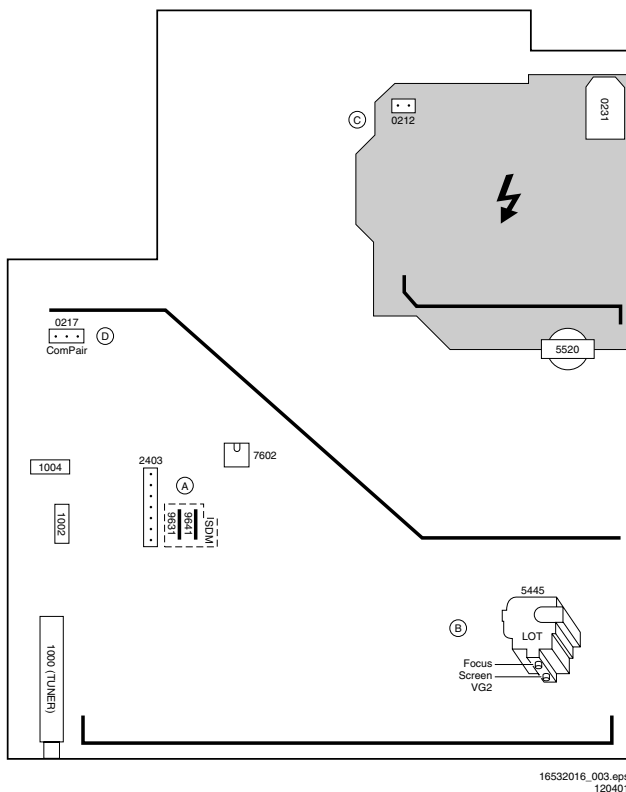 C
0212
0231
0217
ComPair
D
5520
7602
1004
2403
A
1002
9631
9641
ISDM
5445
B
LOT
Focus
Screen
VG2
1000 (TUNER)
16532016_003.eps
120401